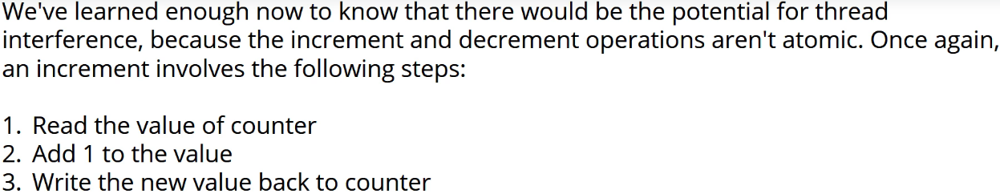 We've learned enough now to know that there would be the potential for thread
interference, because the increment and decrement operations aren't atomic. Once again,
an increment involves the following steps:
1. Read the value of counter
2. Add 1 to the value
3. Write the new value back to counter